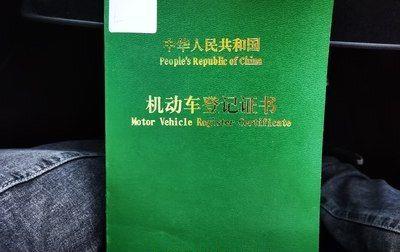 中华人民共和国
People's Republic of China
机动车登记证书
Motor Vehicle Register Certificate